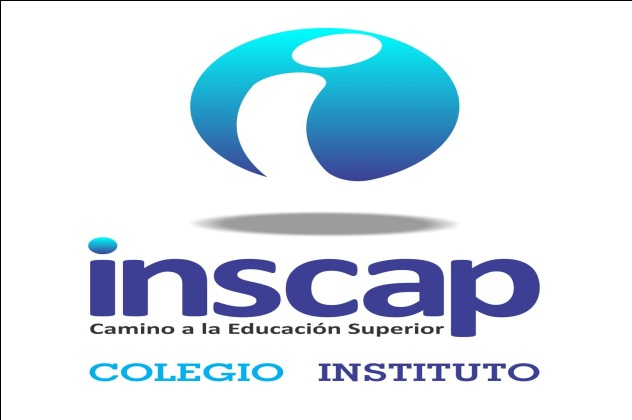 inscap
Camino a la Educación Superior
COLEGIO INSTITUTO